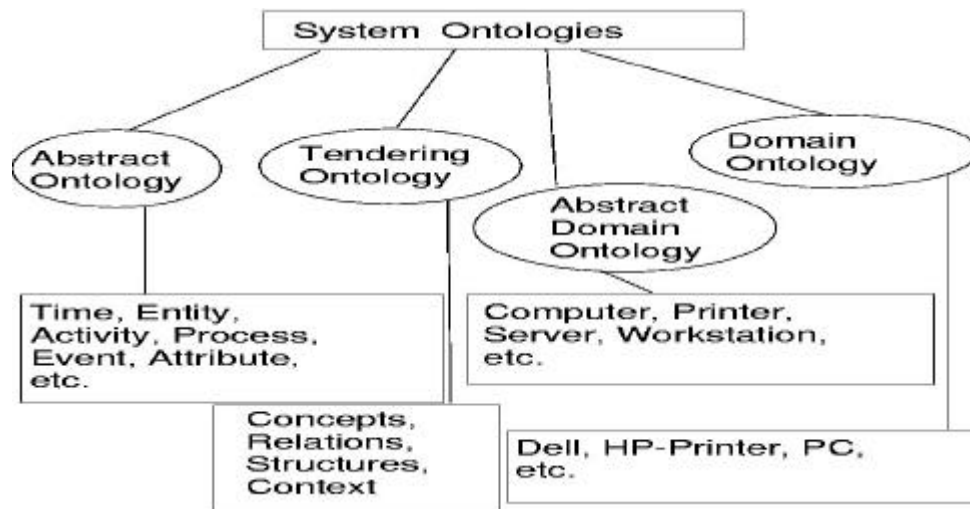 System Ontologies
Abstract
Ontology
Tendering
Ontology
Abstract
Domain
Ontology
Domain
Ontology
Time, Entity,
Activity, Process,
Event, Attribute,
etc.
Computer, Printer,
Server, Workstation,
etc.
Concepts,
Relations,
Structures,
Context
Dell, HP-Printer, PC,
etc.